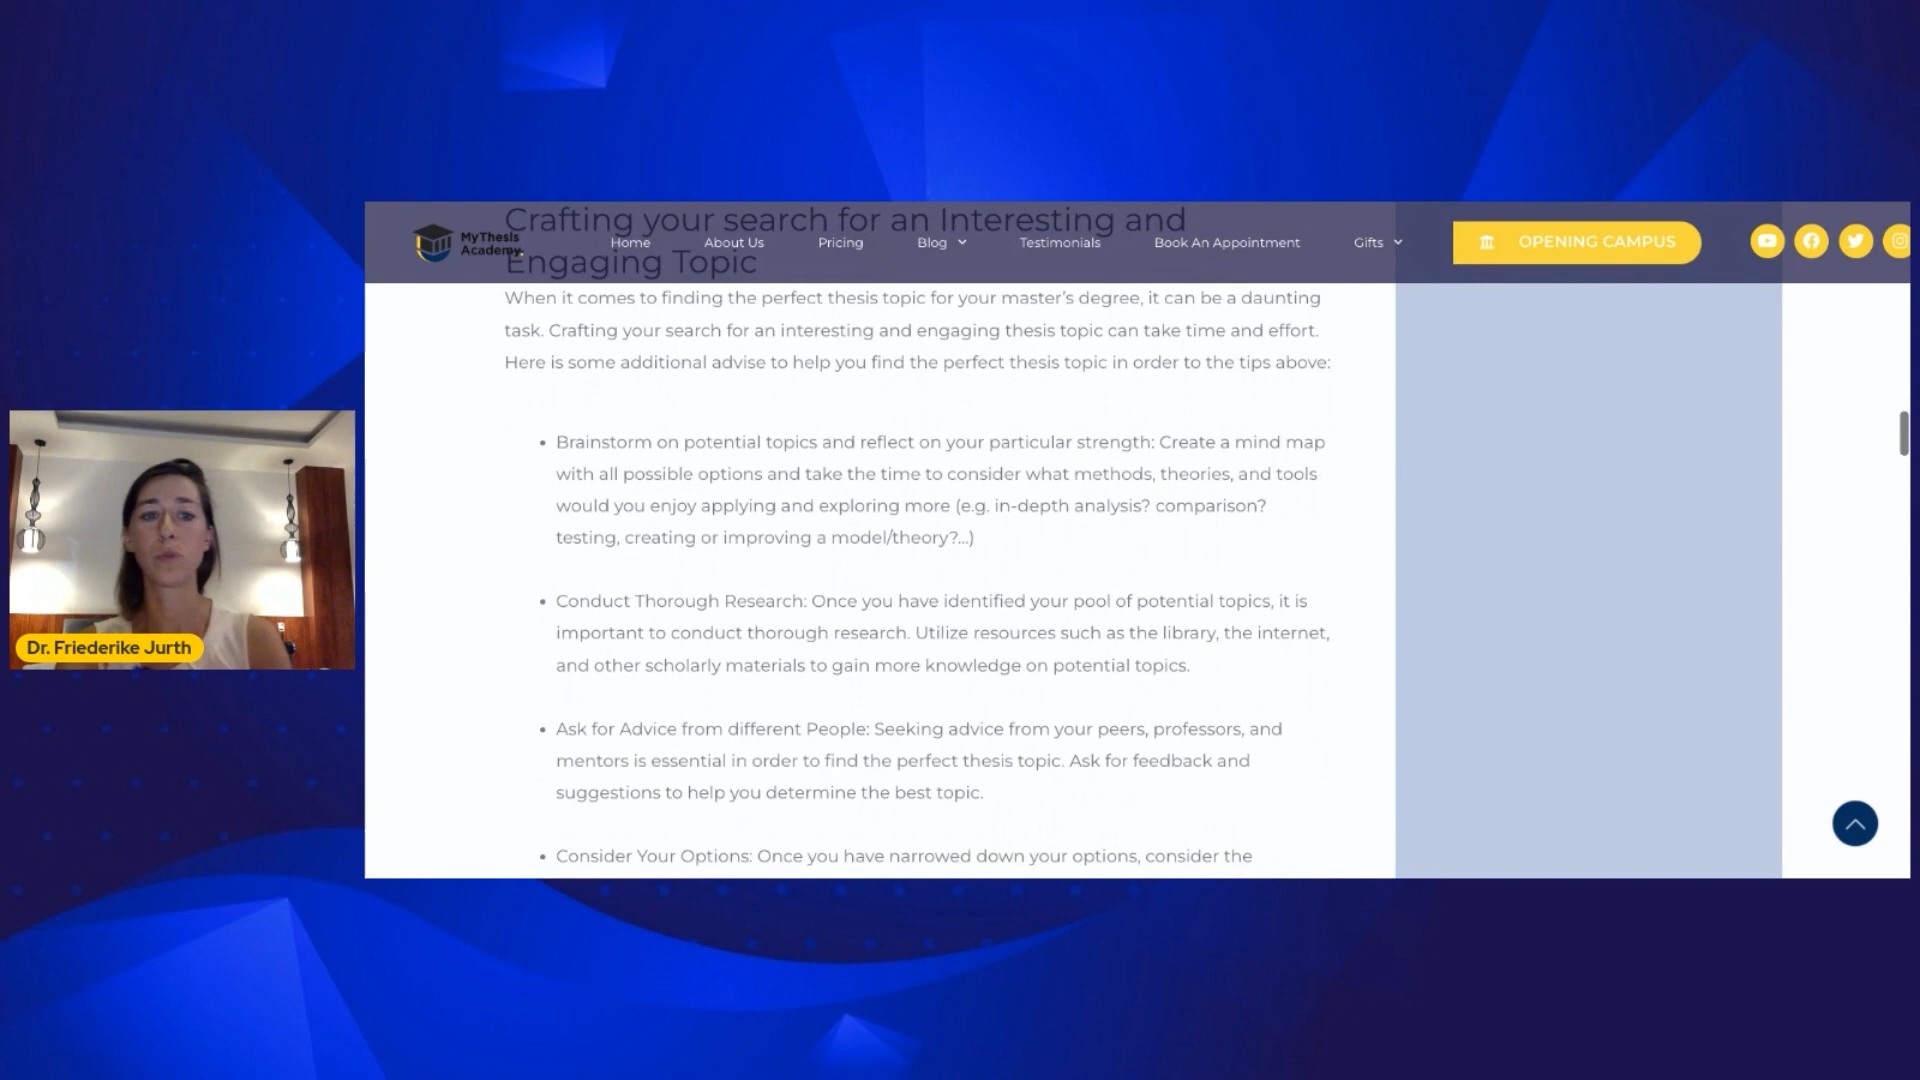 Crafting your search for an Interesting and
MyThesis
Academy.
Home
About Us
Pricing
Blog
Testimonials
Book An Appointment
Gifts
OPENING CAMPUS
Engaging Topic
When it comes to finding the perfect thesis topic for your master's degree, it can be a daunting
task. Crafting your search for an interesting and engaging thesis topic can take time and effort.
Here is some additional advise to help you find the perfect thesis topic in order to the tips above:
• Brainstorm on potential topics and reflect on your particular strength: Create a mind map
with all possible options and take the time to consider what methods, theories, and tools
would you enjoy applying and exploring more (e.g. in-depth analysis? comparison?
testing, creating or improving a model/theory?...)
• Conduct Thorough Research: Once you have identified your pool of potential topics, it is
important to conduct thorough research. Utilize resources such as the library, the internet,
and other scholarly materials to gain more knowledge on potential topics.
• Ask for Advice from different People: Seeking advice from your peers, professors, and
mentors is essential in order to find the perfect thesis topic. Ask for feedback and
suggestions to help you determine the best topic.
• Consider Your Options: Once you have narrowed down your options, consider the
Dr. Friederike Jurth